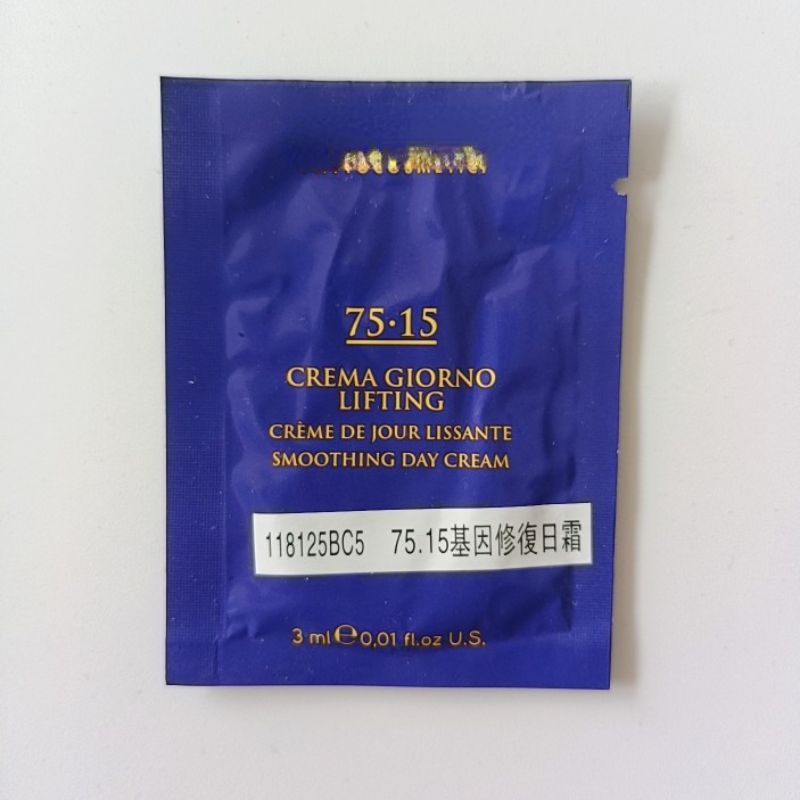 75·15
CREMA GIORNO
LIFTING
CRÈME DE JOUR LISSANTE
SMOOTHING DAY CREAM
118125BC5 75.15基因修復日霜
3 ml ℮ 0,01 fl.oz U.S.